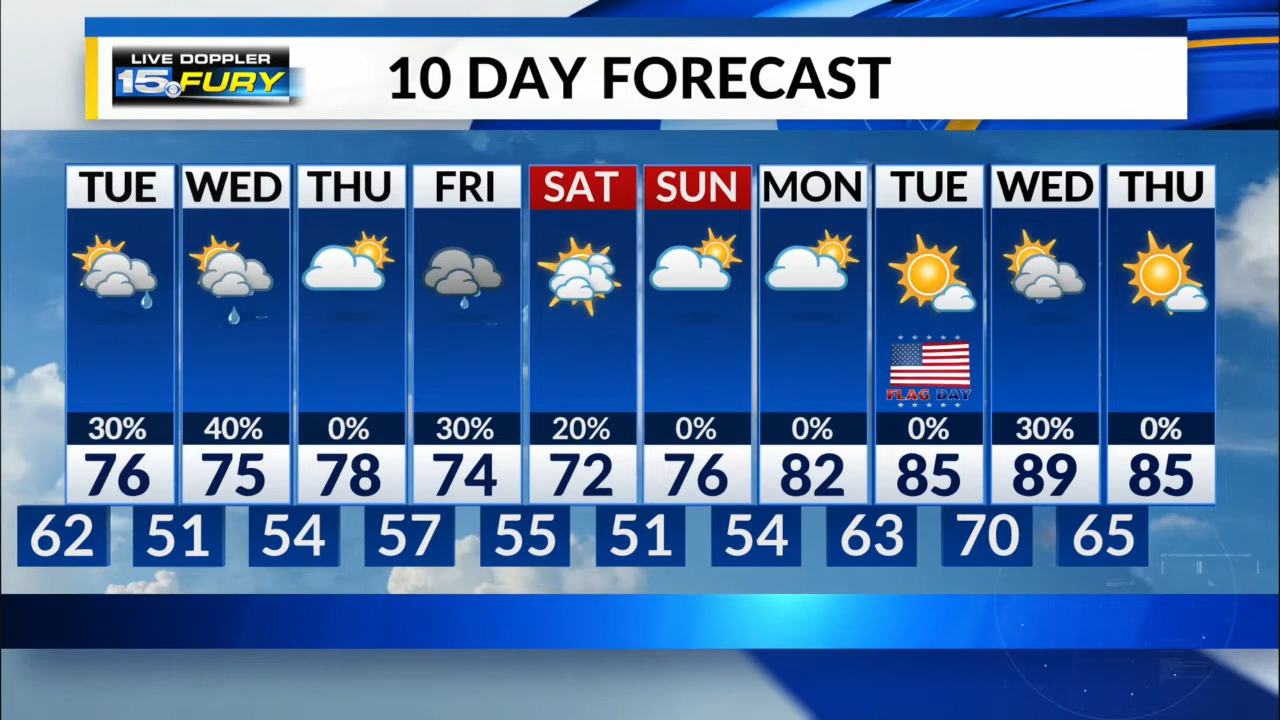 LIVE DOPPLER
15 FURY
10 DAY FORECAST
TUE WED THU FRI SAT SUN MON TUE WED THU
FLAG DAY
30% 40% 0% 30% 20% 0% 0% 0% 30% 0%
76 75 78 74 72 76 82 85 89 85
62 51 54 57 55 51 54 63 70 65